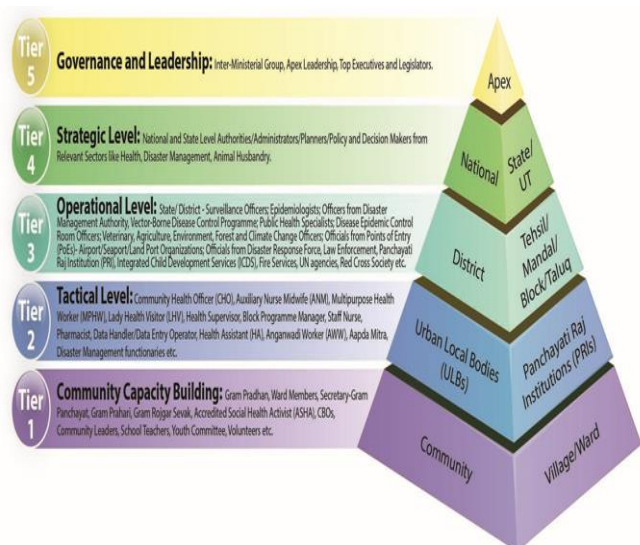 Tier
5
Governance and Leadership: Inter-Ministerial Group, Apex Leadership, Top Executives and Legislators.
Tier
4
Strategic Level: National and State Level Authorities/Administrators/Planners/Policy and Decision Makers from
Relevant Sectors like Health, Disaster Management, Animal Husbandry.
Tier
3
Operational Level: State/ District - Surveillance Officers; Epidemiologists; Officers from Disaster
Management Authority, Vector-Borne Disease Control Programme; Public Health Specialists; Disease Epidemic Control
Room Officers; Veterinary, Agriculture, Environment, Forest and Climate Change Officers; Officials from Points of Entry
(PoEs)- Airport/Seaport/Land Port Organizations; Officials from Disaster Response Force, Law Enforcement, Panchayati
Raj Institution (PRI), Integrated Child Development Services (ICDS), Fire Services, UN agencies, Red Cross Society etc.
Tier
2
Tactical Level: Community Health Officer (CHO), Auxiliary Nurse Midwife (ANM), Multipurpose Health
Worker (MPHW), Lady Health Visitor (LHV), Health Supervisor, Block Programme Manager, Staff Nurse,
Pharmacist, Data Handler/Data Entry Operator, Health Assistant (HA), Anganwadi Worker (AWW), Aapda Mitra,
Disaster Management functionaries etc.
Tier
1
Community Capacity Building: Gram Pradhan, Ward Members, Secretary-Gram
Panchayat, Gram Prahari, Gram Rojgar Sevak, Accredited Social Health Activist (ASHA), CBOs,
Community Leaders, School Teachers, Youth Committee, Volunteers etc.
Apex
National
State/
UT
District
Tehsil/
Mandal/
Block/Taluq
Urban Local Bodies
(ULBs)
Panchayati Raj
Institutions (PRIs)
Community
Village/Ward